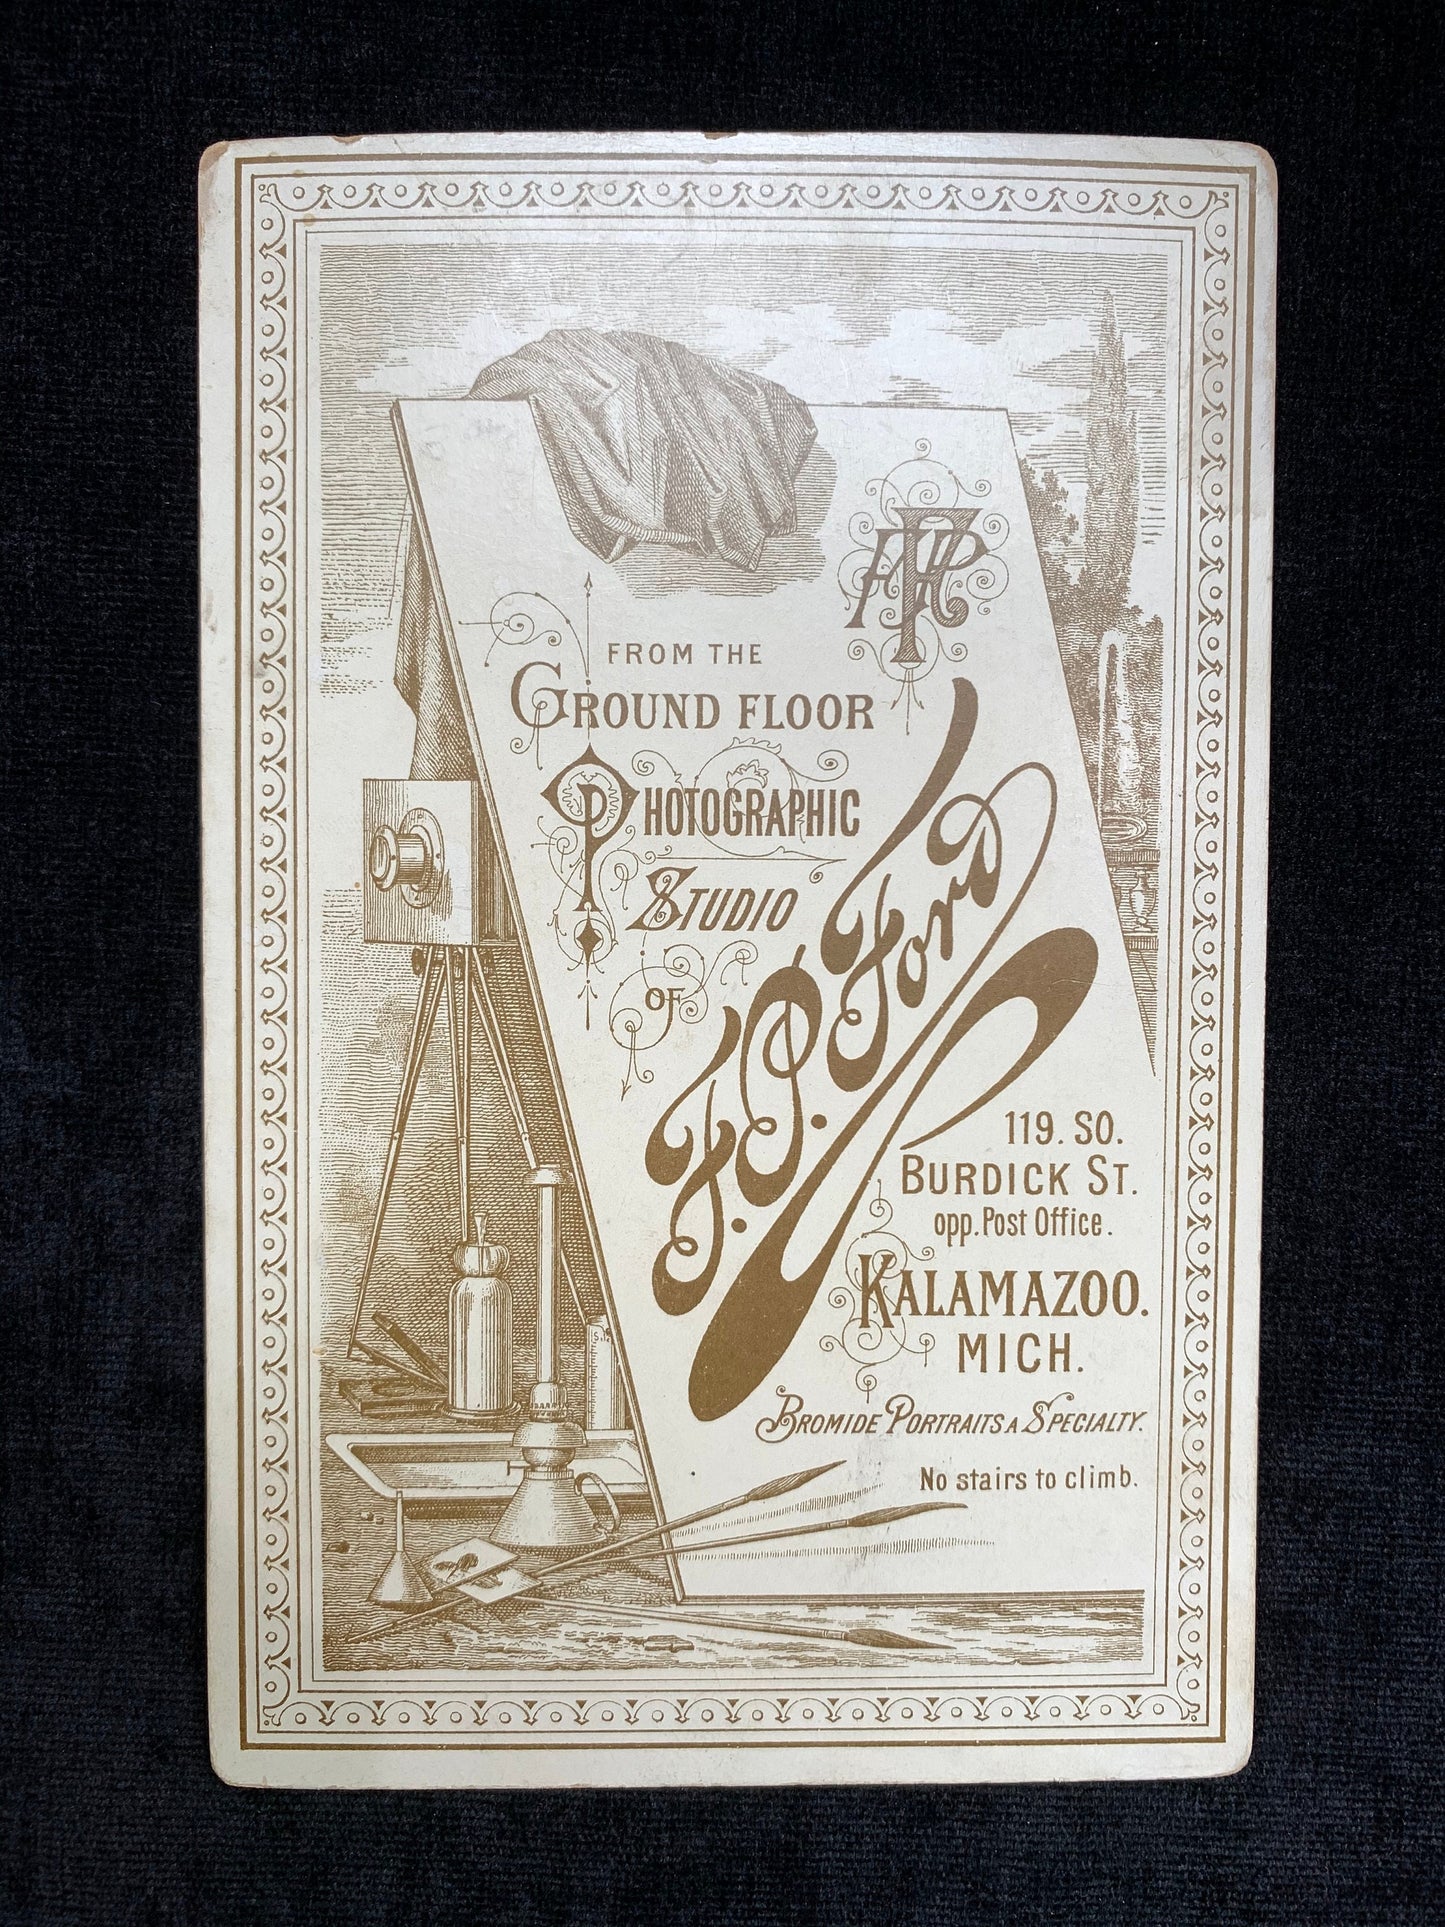 FPF
FROM THE
GROUND FLOOR
PHOTOGRAPHIC
STUDIO
OF
F. P. Ford
119. SO.
BURDICK ST.
opp. Post Office.
KALAMAZOO.
MICH.
BROMIDE PORTRAITS A SPECIALTY.
No stairs to climb.